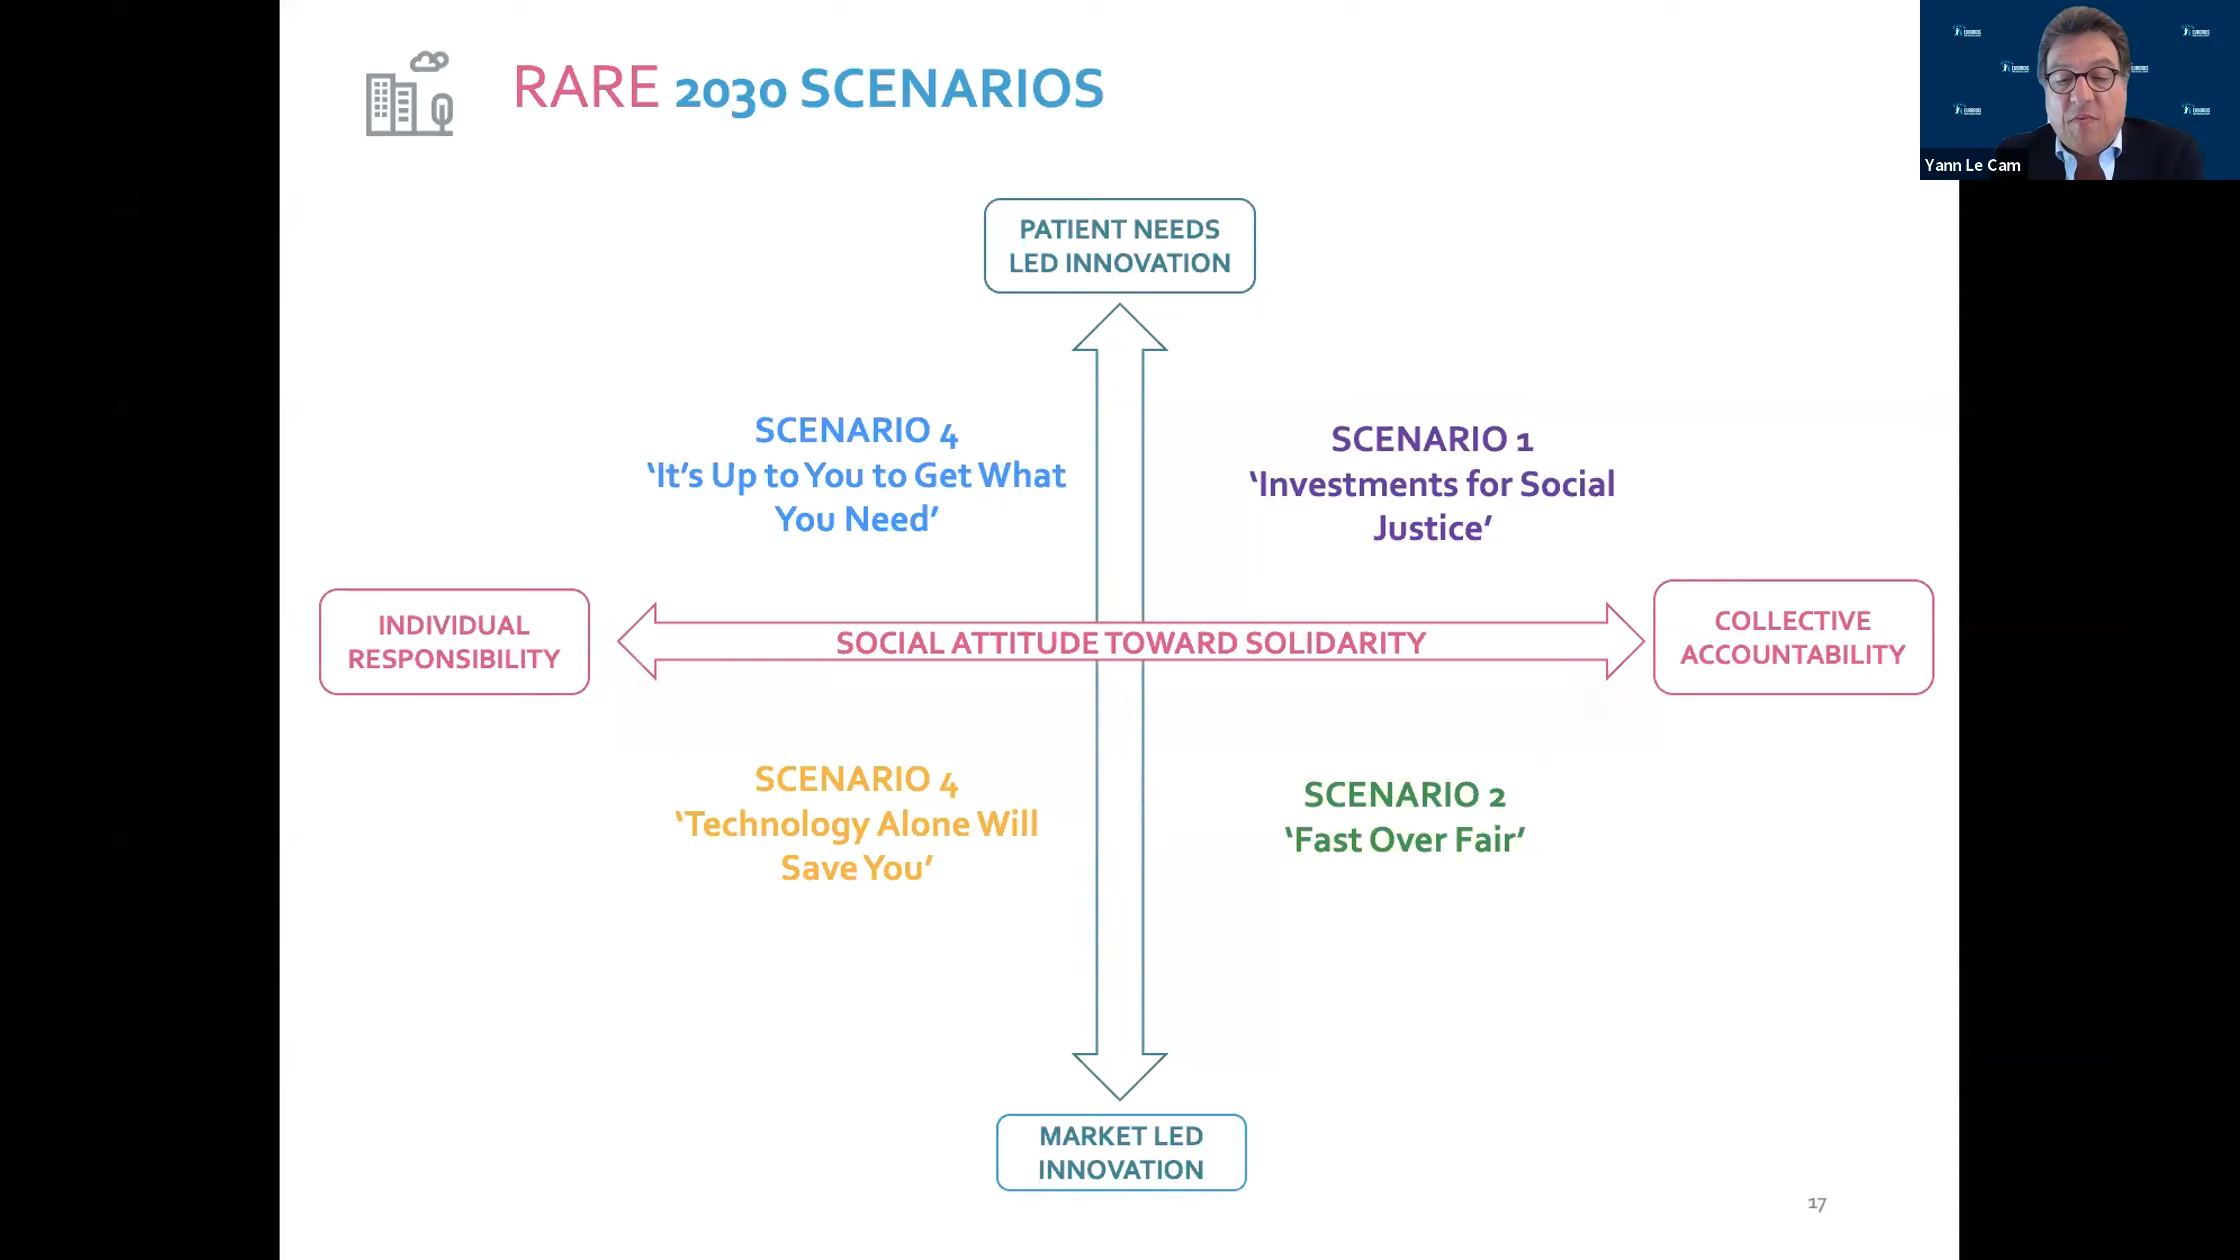 RARE 2030 SCENARIOS
Yann Le Cam
PATIENT NEEDS
LED INNOVATION
SCENARIO 4
‘It’s Up to You to Get What
You Need’
SCENARIO 1
‘Investments for Social
Justice’
INDIVIDUAL
RESPONSIBILITY
SOCIAL ATTITUDE TOWARD SOLIDARITY
COLLECTIVE
ACCOUNTABILITY
SCENARIO 4
‘Technology Alone Will
Save You’
SCENARIO 2
‘Fast Over Fair’
MARKET LED
INNOVATION
17